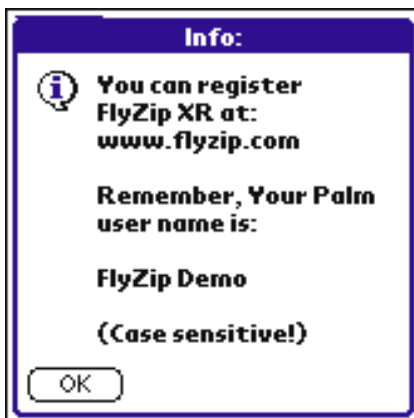 Info:
You can register
FlyZip XR at:
www.flyzip.com
Remember, Your Palm
user name is:
FlyZip Demo
(Case sensitive!)
OK